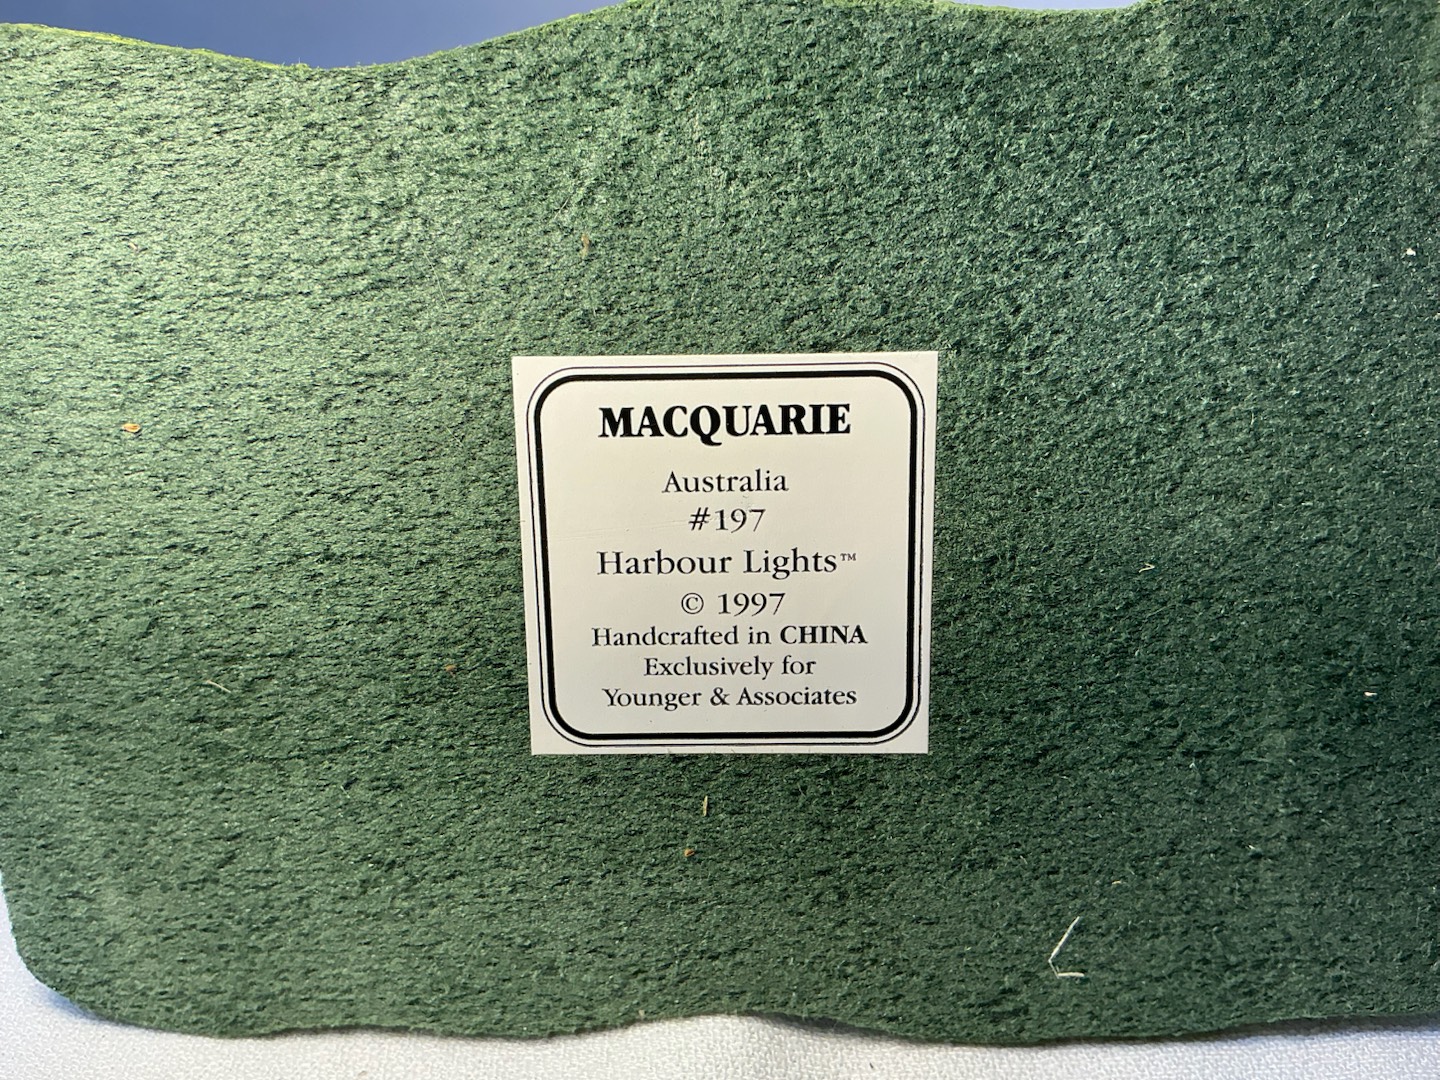 MACQUARIE
Australia
#197
Harbour Lights™
© 1997
Handcrafted in CHINA
Exclusively for
Younger & Associates